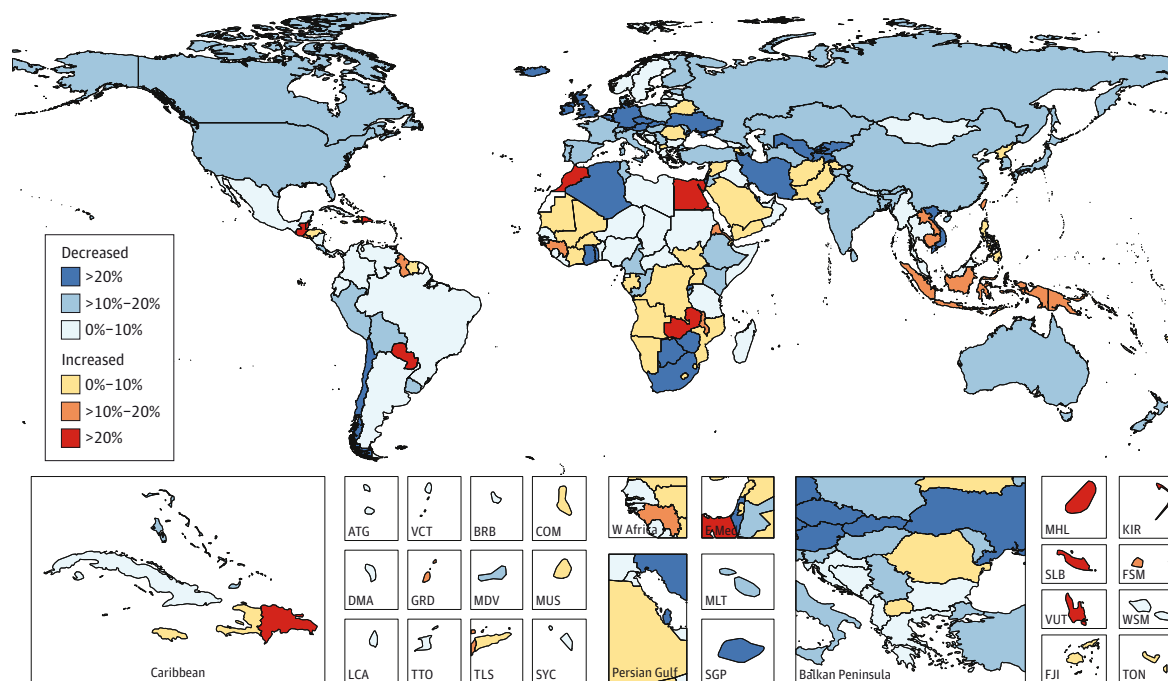 Decreased
>20%
>10%–20%
0%–10%
Increased
0%–10%
>10%–20%
>20%
Caribbean
ATG
VCT
BRB
COM
DMA
GRD
MDV
MUS
LCA
TTO
TLS
SYC
W Africa
E Med
Persian Gulf
MLT
SGP
Balkan Peninsula
MHL
KIR
SLB
FSM
VUT
WSM
FJI
TON